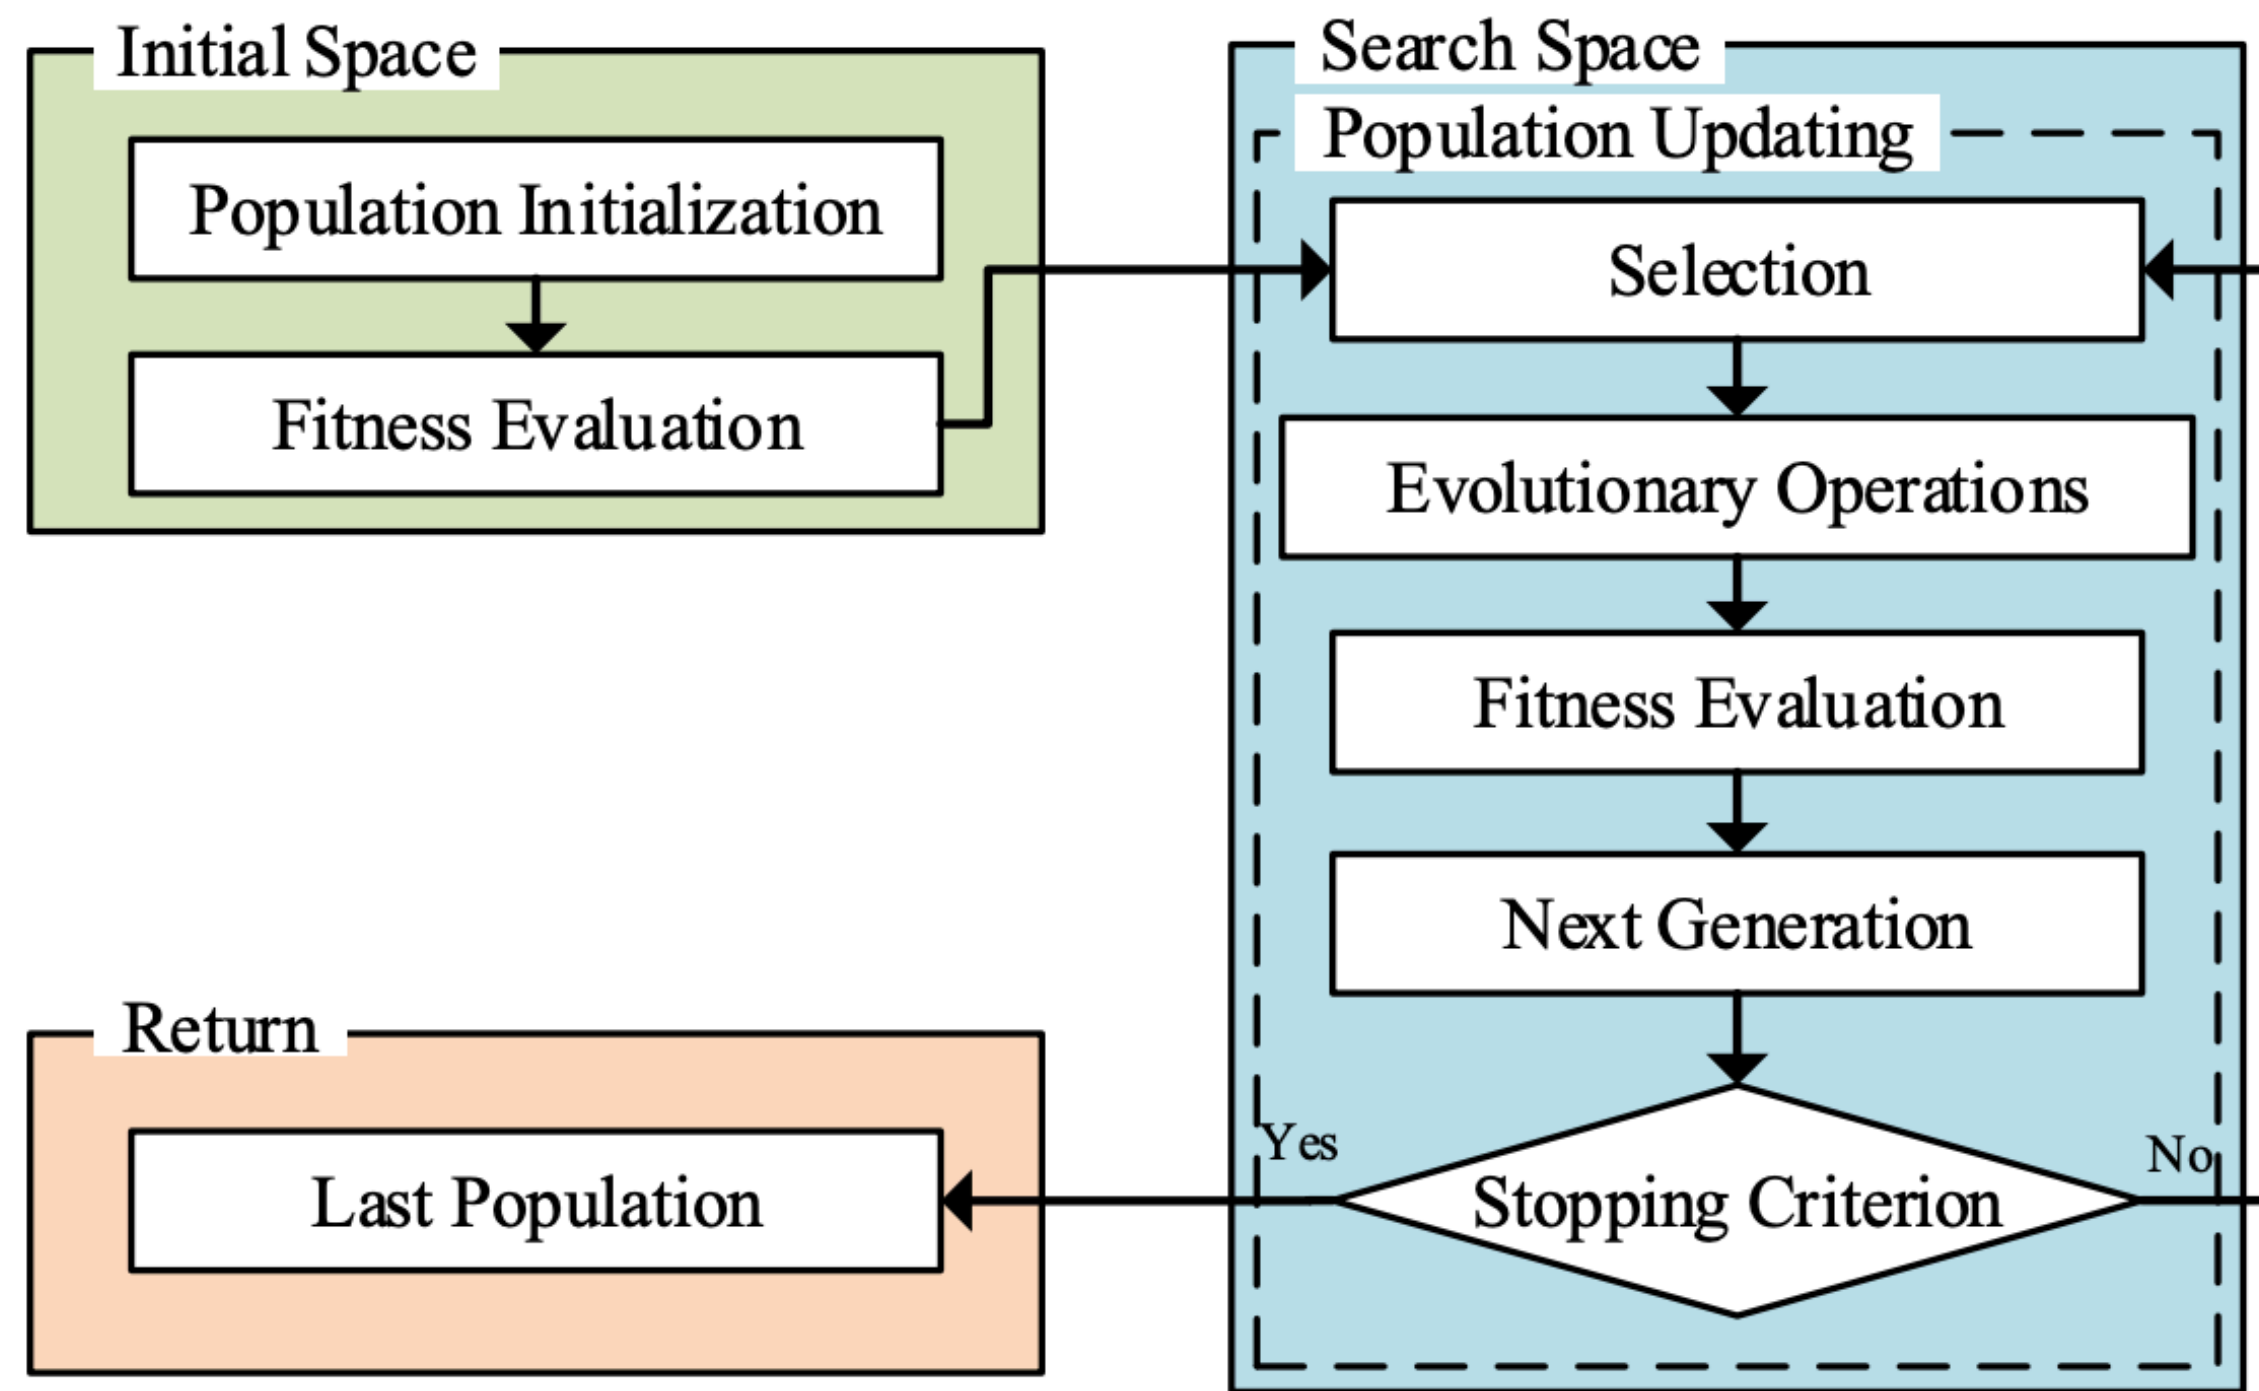 Initial Space
Population Initialization
Fitness Evaluation
Search Space
Population Updating
Selection
Evolutionary Operations
Fitness Evaluation
Next Generation
Stopping Criterion
Yes
No
Return
Last Population